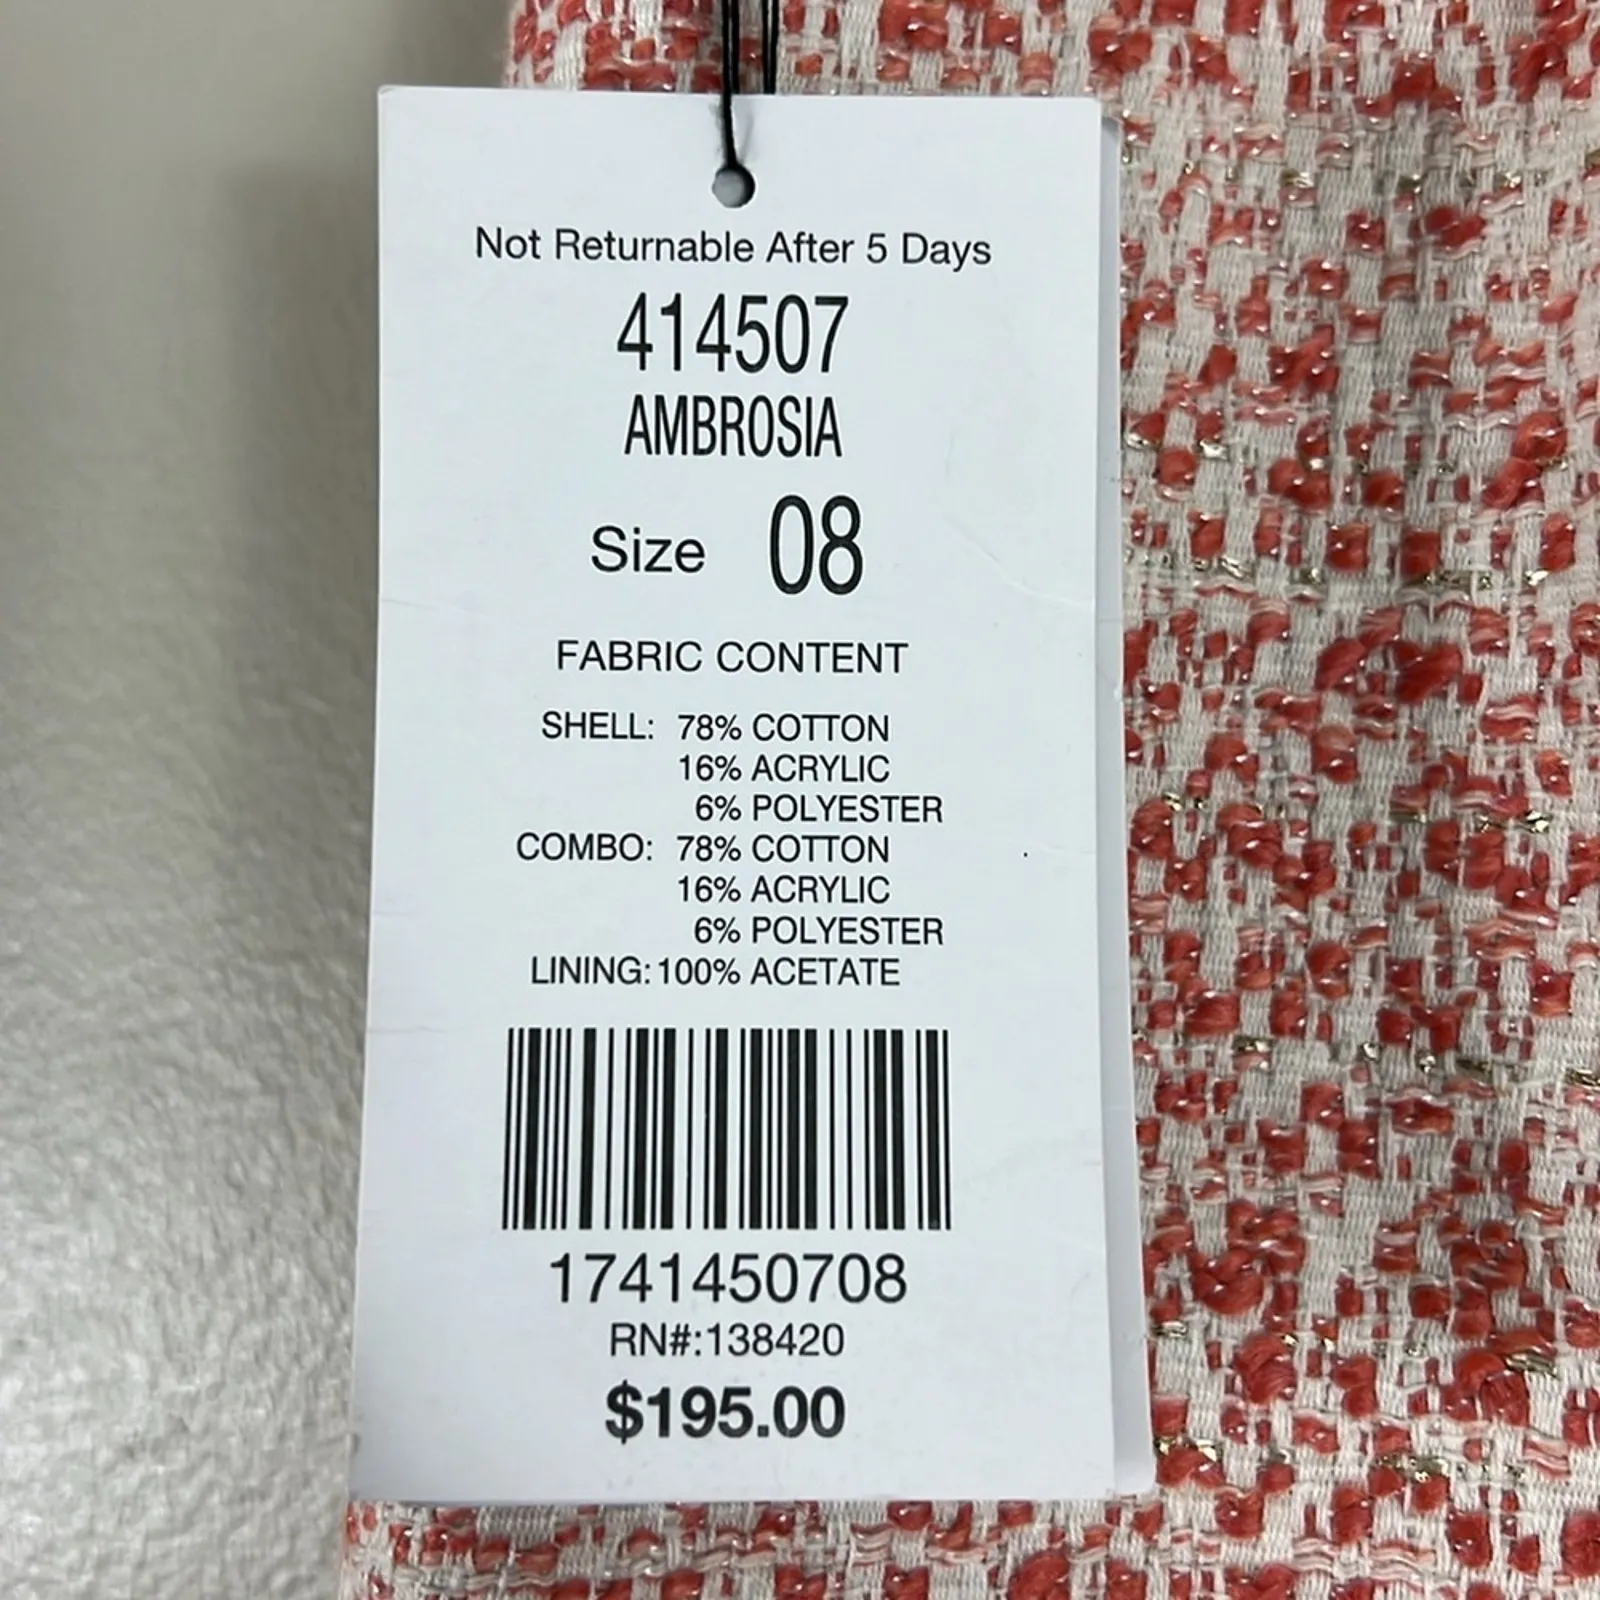 Not Returnable After 5 Days
414507
AMBROSIA
Size 08
FABRIC CONTENT
SHELL: 78% COTTON
16% ACRYLIC
6% POLYESTER
COMBO: 78% COTTON
16% ACRYLIC
6% POLYESTER
LINING: 100% ACETATE
1741450708
RN#:138420
$195.00